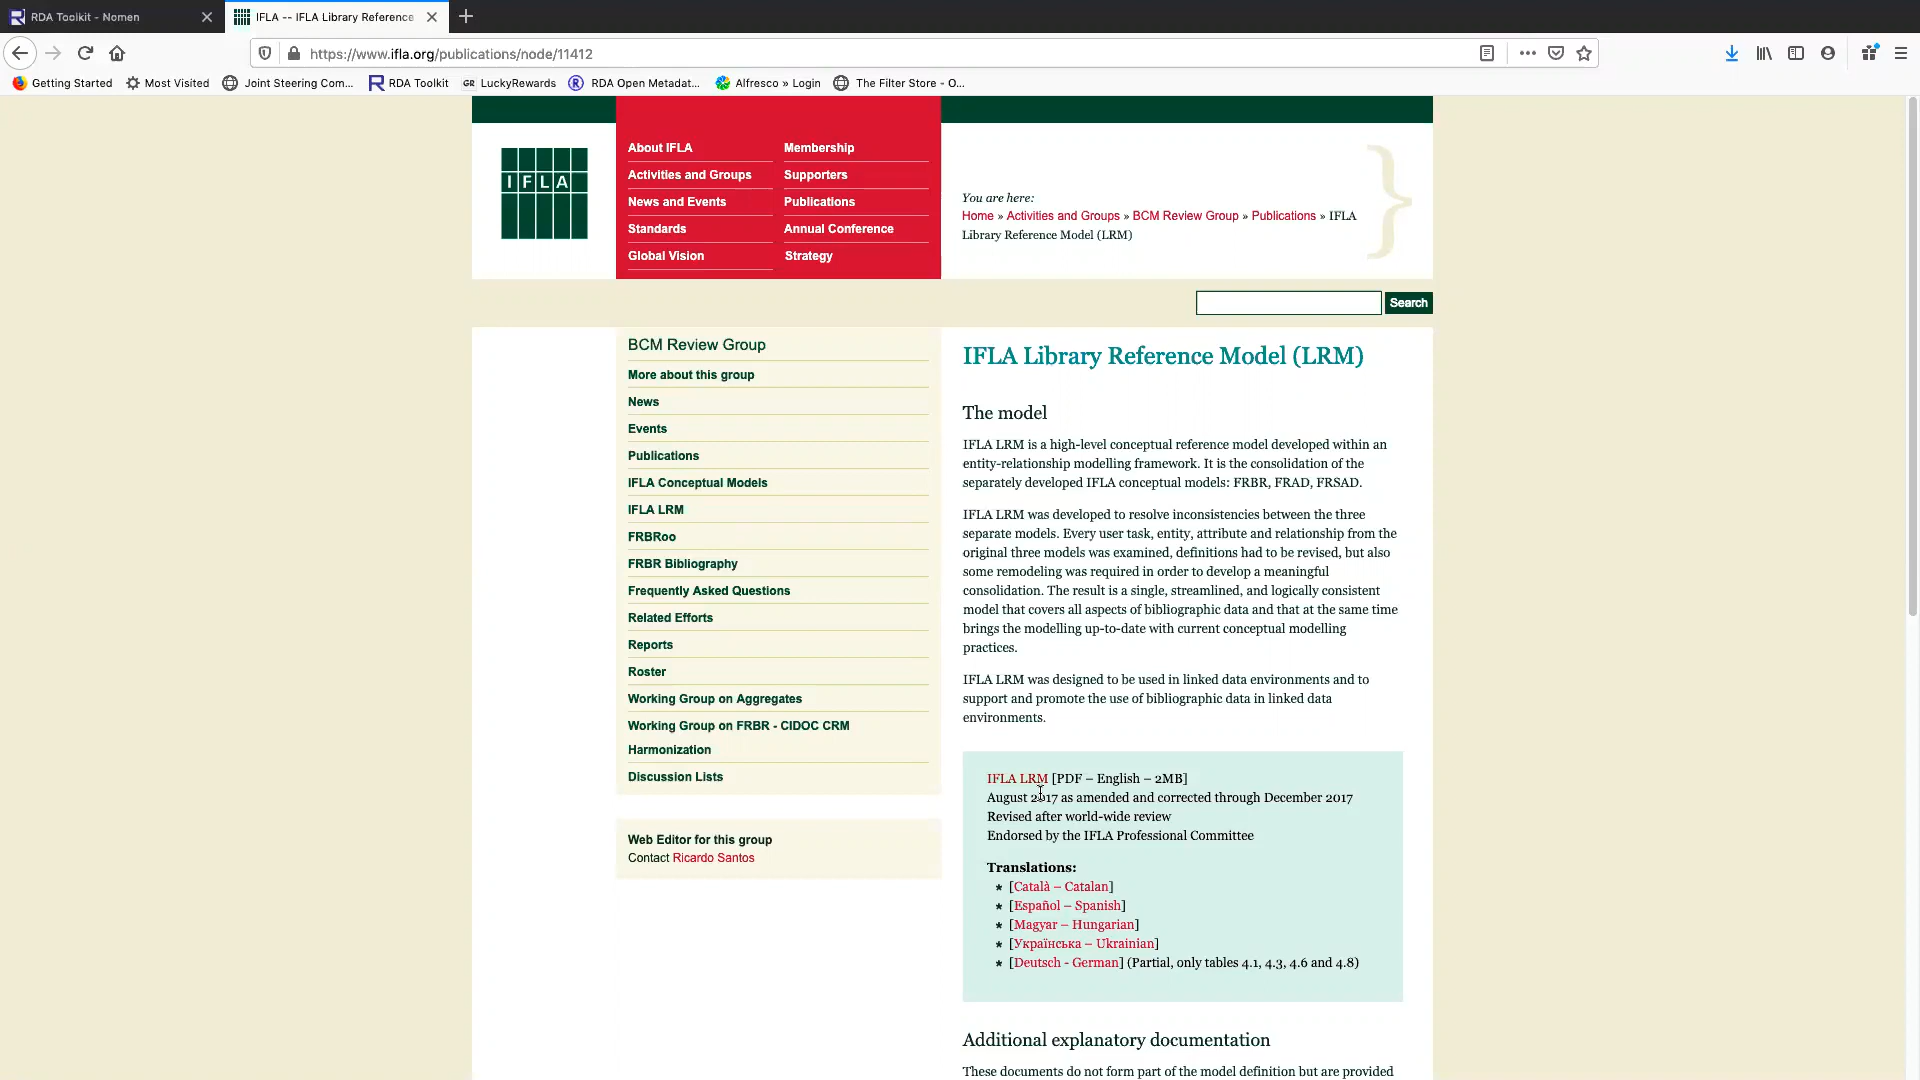 RDA Toolkit - Nomen
IFLA -- IFLA Library Reference
https://www.ifla.org/publications/node/11412
Getting Started
Most Visited
Joint Steering Com...
RDA Toolkit
GR LuckyRewards
R RDA Open Metadat...
Alfresco » Login
The Filter Store - O...
IFLA
About IFLA
Membership
Activities and Groups
Supporters
News and Events
Publications
Standards
Annual Conference
Global Vision
Strategy
You are here:
Home » Activities and Groups » BCM Review Group » Publications » IFLA
Library Reference Model (LRM)
Search
BCM Review Group
More about this group
News
Events
Publications
IFLA Conceptual Models
IFLA LRM
FRBRoo
FRBR Bibliography
Frequently Asked Questions
Related Efforts
Reports
Roster
Working Group on Aggregates
Working Group on FRBR - CIDOC CRM
Harmonization
Discussion Lists
Web Editor for this group
Contact Ricardo Santos
IFLA Library Reference Model (LRM)
The model
IFLA LRM is a high-level conceptual reference model developed within an
entity-relationship modelling framework. It is the consolidation of the
separately developed IFLA conceptual models: FRBR, FRAD, FRSAD.
IFLA LRM was developed to resolve inconsistencies between the three
separate models. Every user task, entity, attribute and relationship from the
original three models was examined, definitions had to be revised, but also
some remodeling was required in order to develop a meaningful
consolidation. The result is a single, streamlined, and logically consistent
model that covers all aspects of bibliographic data and that at the same time
brings the modelling up-to-date with current conceptual modelling
practices.
IFLA LRM was designed to be used in linked data environments and to
support and promote the use of bibliographic data in linked data
environments.
IFLA LRM [PDF – English – 2MB]
August 2017 as amended and corrected through December 2017
Revised after world-wide review
Endorsed by the IFLA Professional Committee
Translations:
* [Català – Catalan]
* [Español – Spanish]
* [Magyar – Hungarian]
* [Українська – Ukrainian]
* [Deutsch - German] (Partial, only tables 4.1, 4.3, 4.6 and 4.8)
Additional explanatory documentation
These documents do not form part of the model definition but are provided